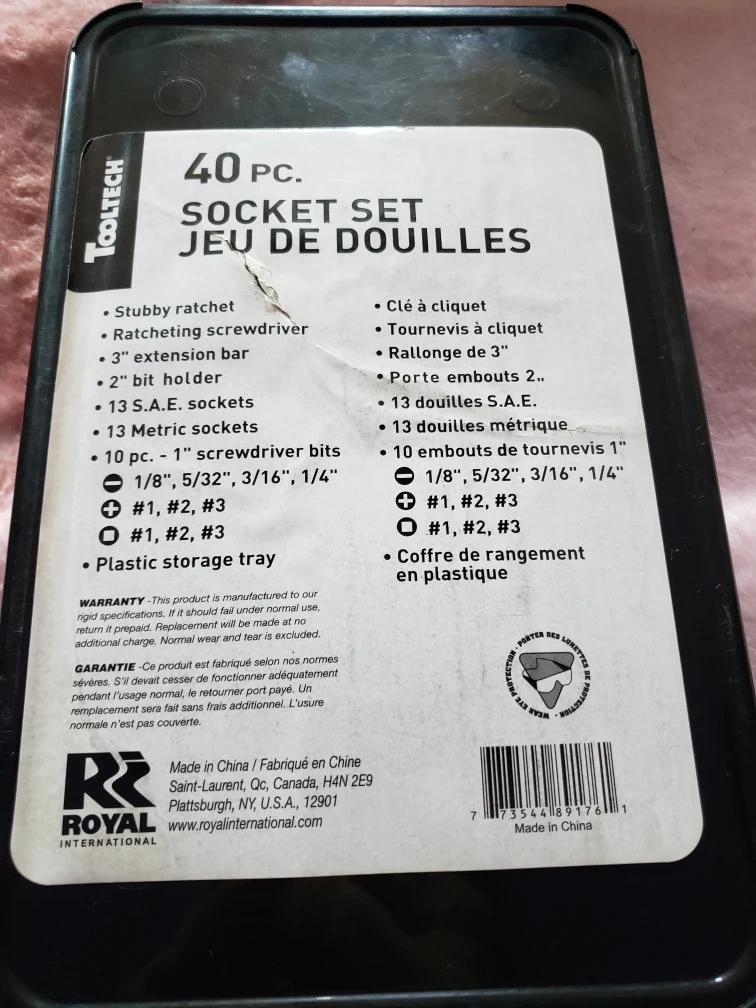 TOOLTECH®
40 PC.
SOCKET SET
JEU DE DOUILLES
• Stubby ratchet
• Ratcheting screwdriver
• 3" extension bar
• 2" bit holder
• 13 S.A.E. sockets
• 13 Metric sockets
• 10 pc. - 1" screwdriver bits
1/8", 5/32", 3/16", 1/4"
#1, #2, #3
#1, #2, #3
• Plastic storage tray
• Clé à cliquet
• Tournevis à cliquet
• Rallonge de 3"
• Porte embouts 2"
• 13 douilles S.A.E.
• 13 douilles métrique
• 10 embouts de tournevis 1"
1/8", 5/32", 3/16", 1/4"
#1, #2, #3
#1, #2, #3
• Coffre de rangement
en plastique
WARRANTY -This product is manufactured to our
rigid specifications. If it should fail under normal use,
return it prepaid. Replacement will be made at no
additional charge. Normal wear and tear is excluded.
GARANTIE -Ce produit est fabriqué selon nos normes
sévères. S'il devait cesser de fonctionner adéquatement
pendant l'usage normal, le retourner port payé. Un
remplacement sera fait sans frais additionnel. L'usure
normale n'est pas couverte.
WEAR EYE PROTECTION · PORTER DES LUNETTES DE PROTECTION ·
ROYAL
INTERNATIONAL
Made in China / Fabriqué en Chine
Saint-Laurent, Qc, Canada, H4N 2E9
Plattsburgh, NY, U.S.A., 12901
www.royalinternational.com
7 73544 89176 1
Made in China